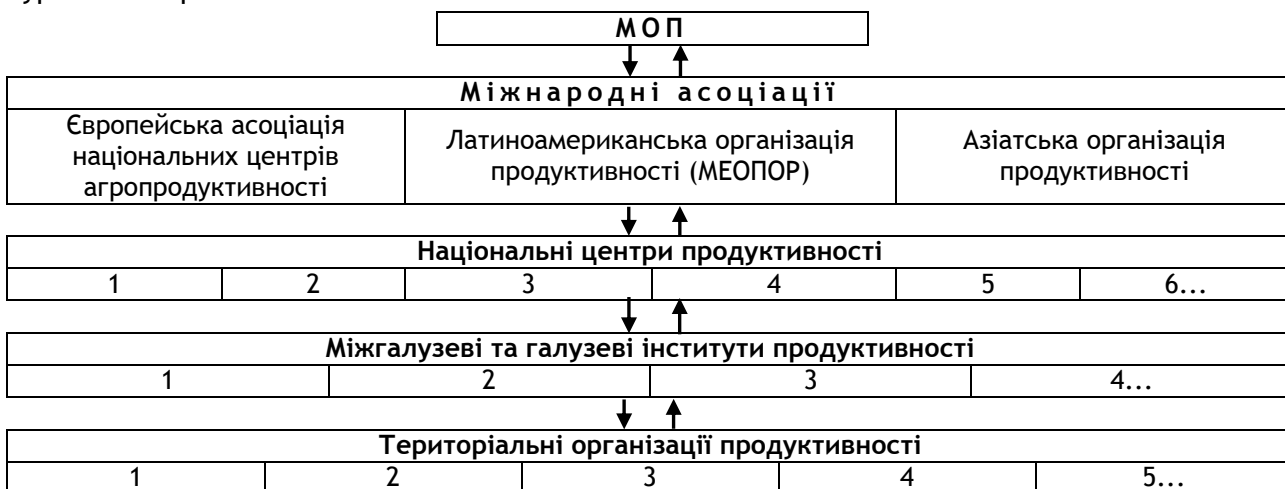 М О П
Міжнародні асоціації
Європейська асоціація
національних центрів
агропродуктивності
Латиноамериканська організація
продуктивності (МЕОПОР)
Азіатська організація
продуктивності
Національні центри продуктивності
1 2 3 4 5 6...
Міжгалузеві та галузеві інститути продуктивності
1 2 3 4...
Територіальні організації продуктивності
1 2 3 4 5...